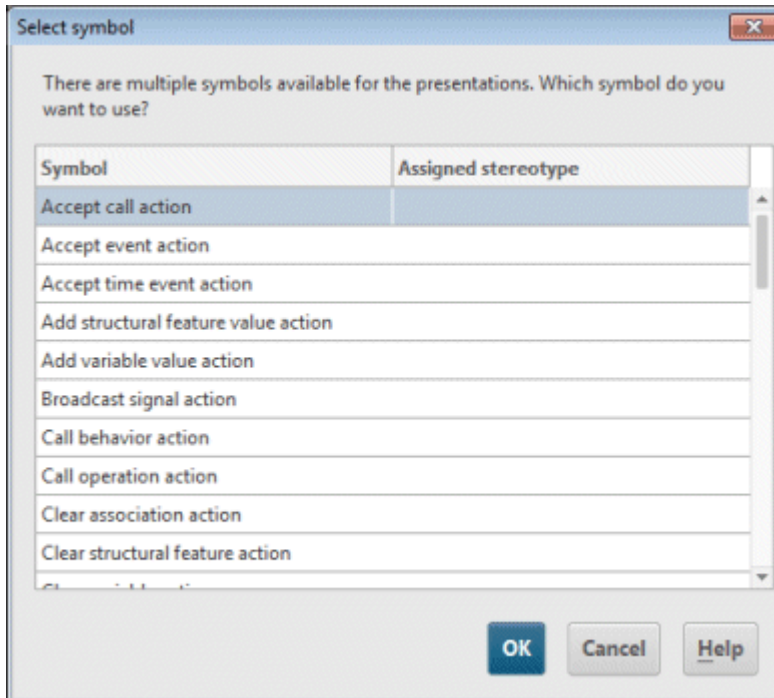 Select symbol
There are multiple symbols available for the presentations. Which symbol do you
want to use?
Symbol Assigned stereotype
Accept call action
Accept event action
Accept time event action
Add structural feature value action
Add variable value action
Broadcast signal action
Call behavior action
Call operation action
Clear association action
Clear structural feature action
OK Cancel Help